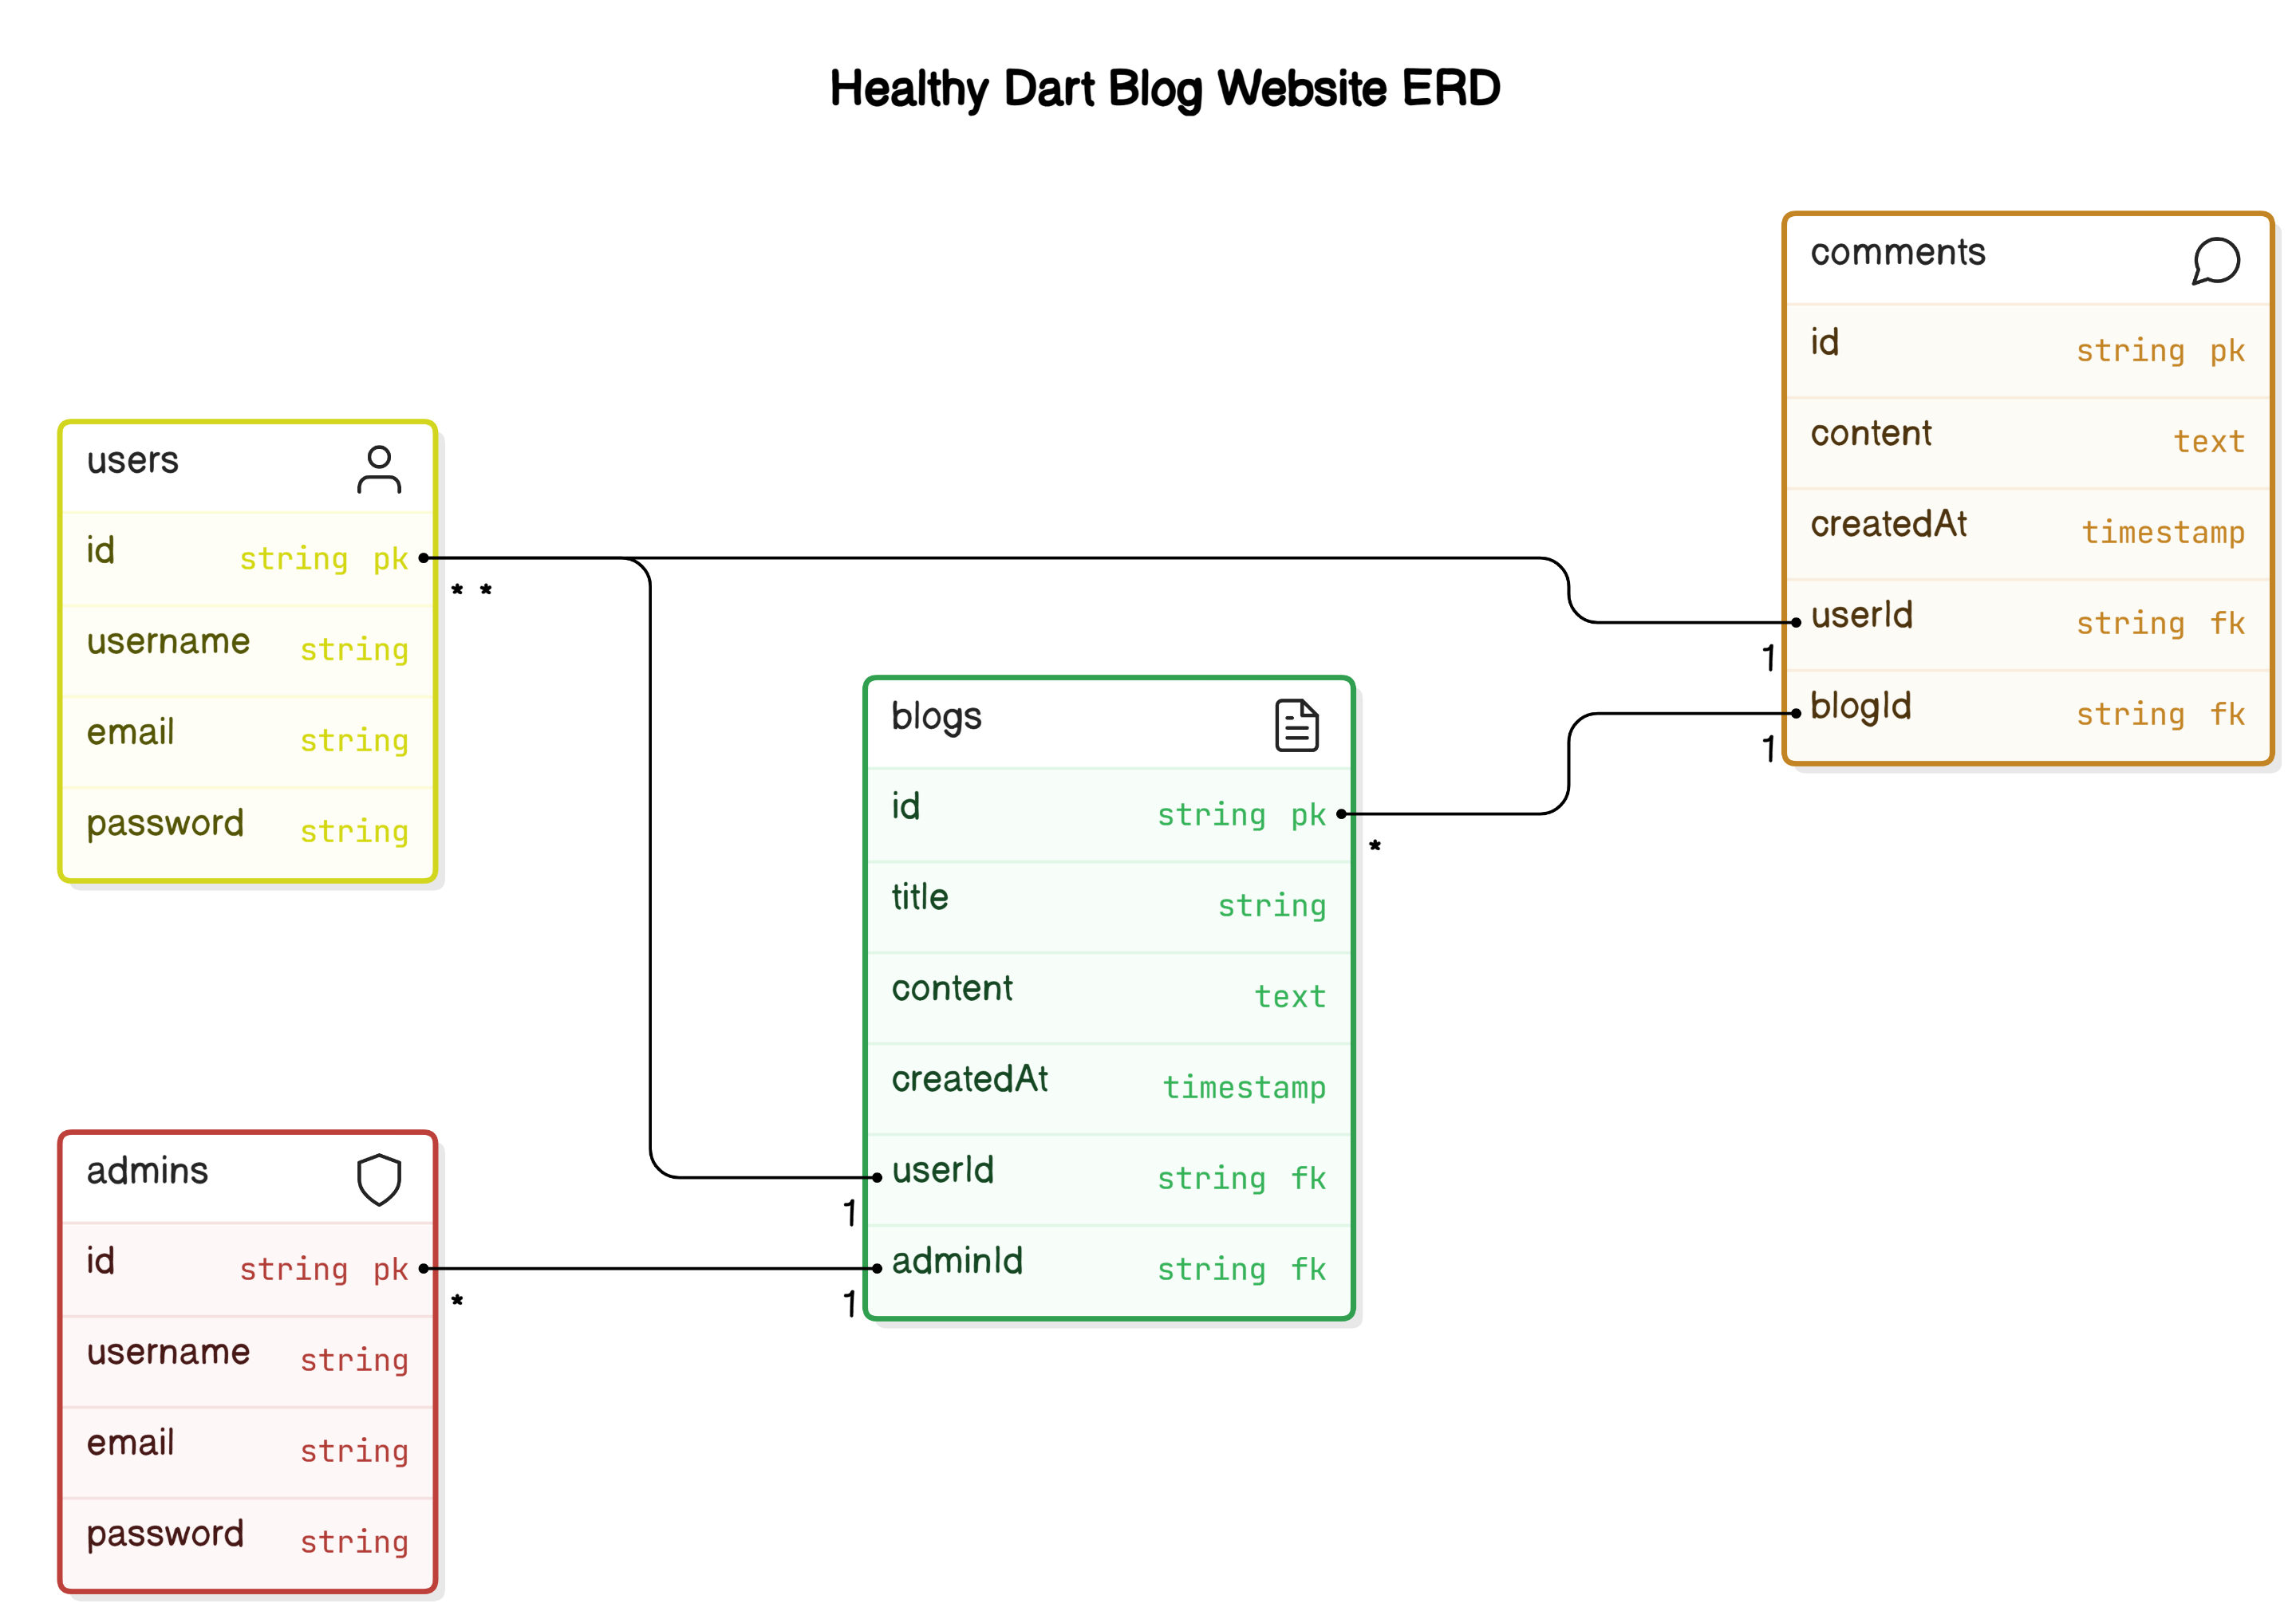 Healthy Dart Blog Website ERD
users
id string pk
* *
username string
email string
password string
admins
id string pk
*
username string
email string
password string
blogs
id string pk
*
title string
content text
createdAt timestamp
userId string fk
1
adminId string fk
1
comments
id string pk
content text
createdAt timestamp
userId string fk
1
blogId string fk
1